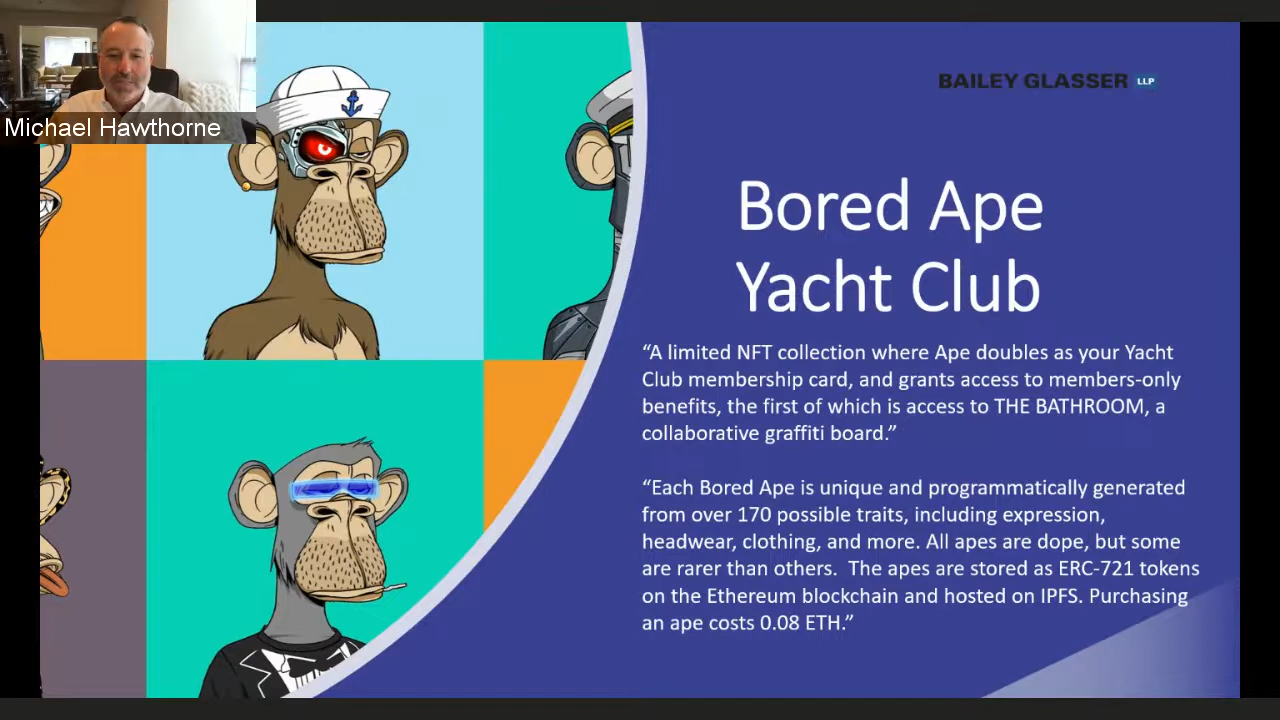 Michael Hawthorne
BAILEY GLASSER LLP
Bored Ape
Yacht Club
“A limited NFT collection where Ape doubles as your Yacht
Club membership card, and grants access to members-only
benefits, the first of which is access to THE BATHROOM, a
collaborative graffiti board.”
“Each Bored Ape is unique and programmatically generated
from over 170 possible traits, including expression,
headwear, clothing, and more. All apes are dope, but some
are rarer than others.  The apes are stored as ERC-721 tokens
on the Ethereum blockchain and hosted on IPFS. Purchasing
an ape costs 0.08 ETH.”